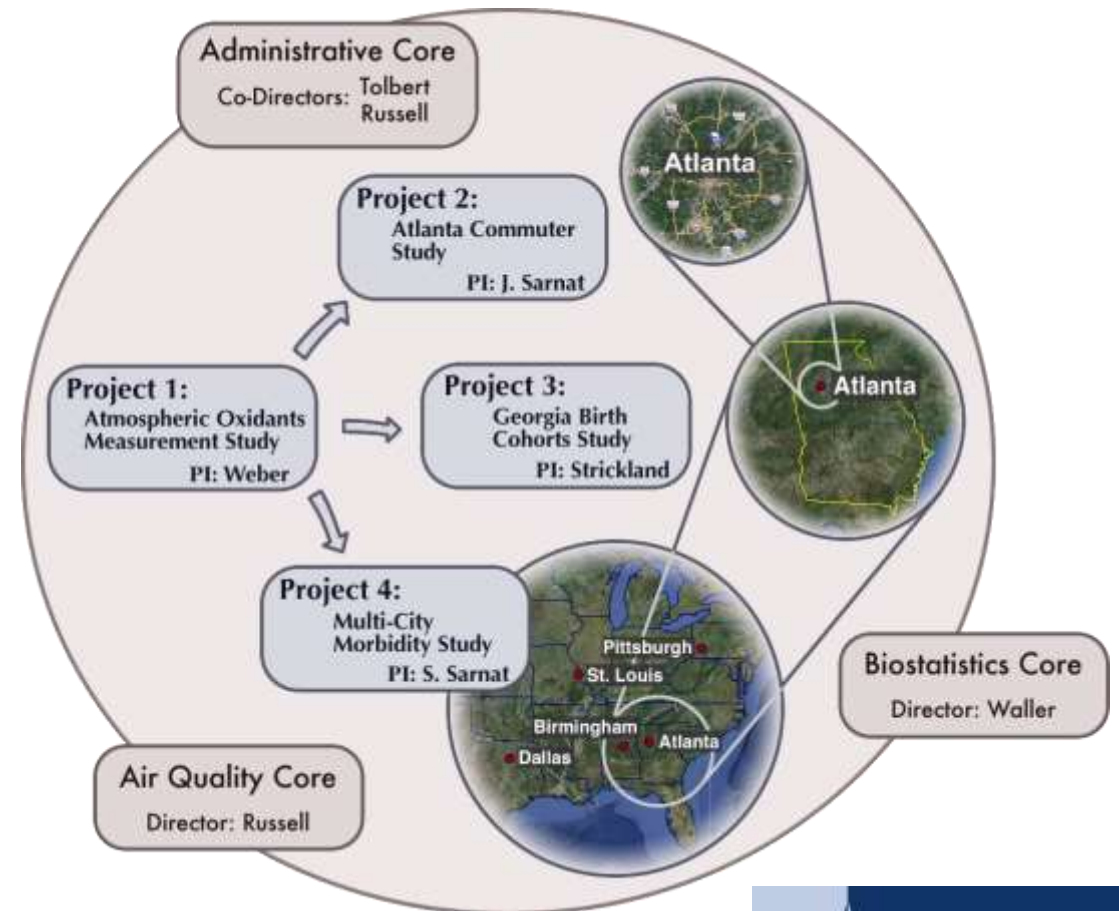 Administrative Core
Co-Directors: Tolbert
Russell
Atlanta
Project 2:
Atlanta Commuter
Study
PI: J. Sarnat
Project 1:
Atmospheric Oxidants
Measurement Study
PI: Weber
Project 3:
Georgia Birth
Cohorts Study
PI: Strickland
Atlanta
Project 4:
Multi-City
Morbidity Study
PI: S. Sarnat
Pittsburgh
St. Louis
Birmingham
Atlanta
Dallas
Biostatistics Core
Director: Waller
Air Quality Core
Director: Russell